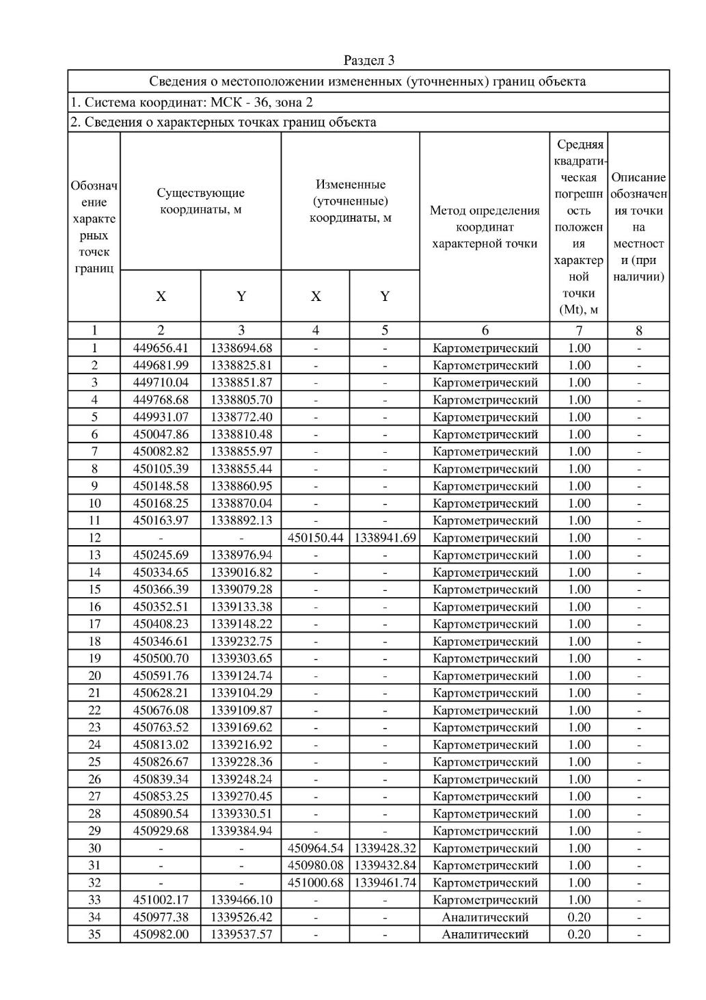 Раздел 3
Сведения о местоположении измененных (уточненных) границ объекта
1. Система координат: МСК - 36, зона 2
2. Сведения о характерных точках границ объекта
Обознач
ение
характе
рных
точек
границ
Существующие
координаты, м
Измененные
(уточненные)
координаты, м
Метод определения
координат
характерной точки
Средняя
квадрати-
ческая
погрешн
ость
положен
ия
характер
ной
точки
(Mt), м
Описание
обозначен
ия точки
на
местност
и (при
наличии)
X Y X Y
1 2 3 4 5 6 7 8
1 449656.41 1338694.68 - - Картометрический 1.00 -
2 449681.99 1338825.81 - - Картометрический 1.00 -
3 449710.04 1338851.87 - - Картометрический 1.00 -
4 449768.68 1338805.70 - - Картометрический 1.00 -
5 449931.07 1338772.40 - - Картометрический 1.00 -
6 450047.86 1338810.48 - - Картометрический 1.00 -
7 450082.82 1338855.97 - - Картометрический 1.00 -
8 450105.39 1338855.44 - - Картометрический 1.00 -
9 450148.58 1338860.95 - - Картометрический 1.00 -
10 450168.25 1338870.04 - - Картометрический 1.00 -
11 450163.97 1338892.13 - - Картометрический 1.00 -
12 - - 450150.44 1338941.69 Картометрический 1.00 -
13 450245.69 1338976.94 - - Картометрический 1.00 -
14 450334.65 1339016.82 - - Картометрический 1.00 -
15 450366.39 1339079.28 - - Картометрический 1.00 -
16 450352.51 1339133.38 - - Картометрический 1.00 -
17 450408.23 1339148.22 - - Картометрический 1.00 -
18 450346.61 1339232.75 - - Картометрический 1.00 -
19 450500.70 1339303.65 - - Картометрический 1.00 -
20 450591.76 1339124.74 - - Картометрический 1.00 -
21 450628.21 1339104.29 - - Картометрический 1.00 -
22 450676.08 1339109.87 - - Картометрический 1.00 -
23 450763.52 1339169.62 - - Картометрический 1.00 -
24 450813.02 1339216.92 - - Картометрический 1.00 -
25 450826.67 1339228.36 - - Картометрический 1.00 -
26 450839.34 1339248.24 - - Картометрический 1.00 -
27 450853.25 1339270.45 - - Картометрический 1.00 -
28 450890.54 1339330.51 - - Картометрический 1.00 -
29 450929.68 1339384.94 - - Картометрический 1.00 -
30 - - 450964.54 1339428.32 Картометрический 1.00 -
31 - - 450980.08 1339432.84 Картометрический 1.00 -
32 - - 451000.68 1339461.74 Картометрический 1.00 -
33 451002.17 1339466.10 - - Картометрический 1.00 -
34 450977.38 1339526.42 - - Аналитический 0.20 -
35 450982.00 1339537.57 - - Аналитический 0.20 -